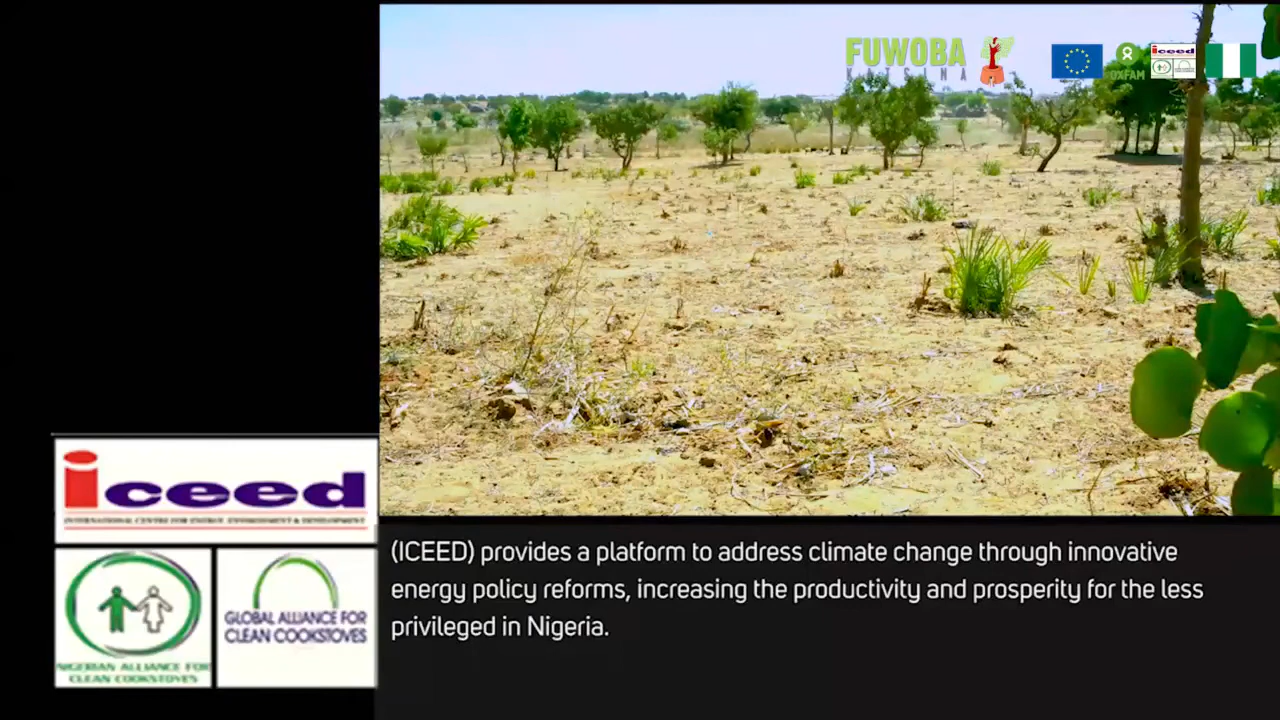 FUWOBA
KATSINA
OXFAM
iceed
iceed
INTERNATIONAL CENTRE FOR ENERGY, ENVIRONMENT & DEVELOPMENT
NIGERIAN ALLIANCE FOR
CLEAN COOKSTOVES
GLOBAL ALLIANCE FOR
CLEAN COOKSTOVES
(ICEED) provides a platform to address climate change through innovative
energy policy reforms, increasing the productivity and prosperity for the less
privileged in Nigeria.